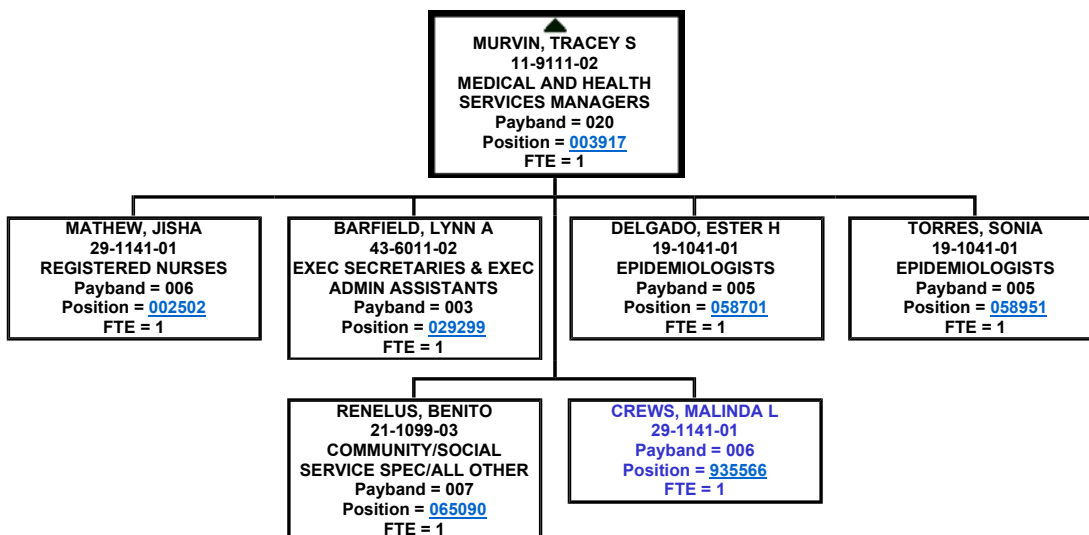 MURVIN, TRACEY S
11-9111-02
MEDICAL AND HEALTH
SERVICES MANAGERS
Payband = 020
Position = 003917
FTE = 1
MATHEW, JISHA
29-1141-01
REGISTERED NURSES
Payband = 006
Position = 002502
FTE = 1
BARFIELD, LYNN A
43-6011-02
EXEC SECRETARIES & EXEC
ADMIN ASSISTANTS
Payband = 003
Position = 029299
FTE = 1
DELGADO, ESTER H
19-1041-01
EPIDEMIOLOGISTS
Payband = 005
Position = 058701
FTE = 1
TORRES, SONIA
19-1041-01
EPIDEMIOLOGISTS
Payband = 005
Position = 058951
FTE = 1
RENELUS, BENITO
21-1099-03
COMMUNITY/SOCIAL
SERVICE SPEC/ALL OTHER
Payband = 007
Position = 065090
FTE = 1
CREWS, MALINDA L
29-1141-01
Payband = 006
Position = 935566
FTE = 1